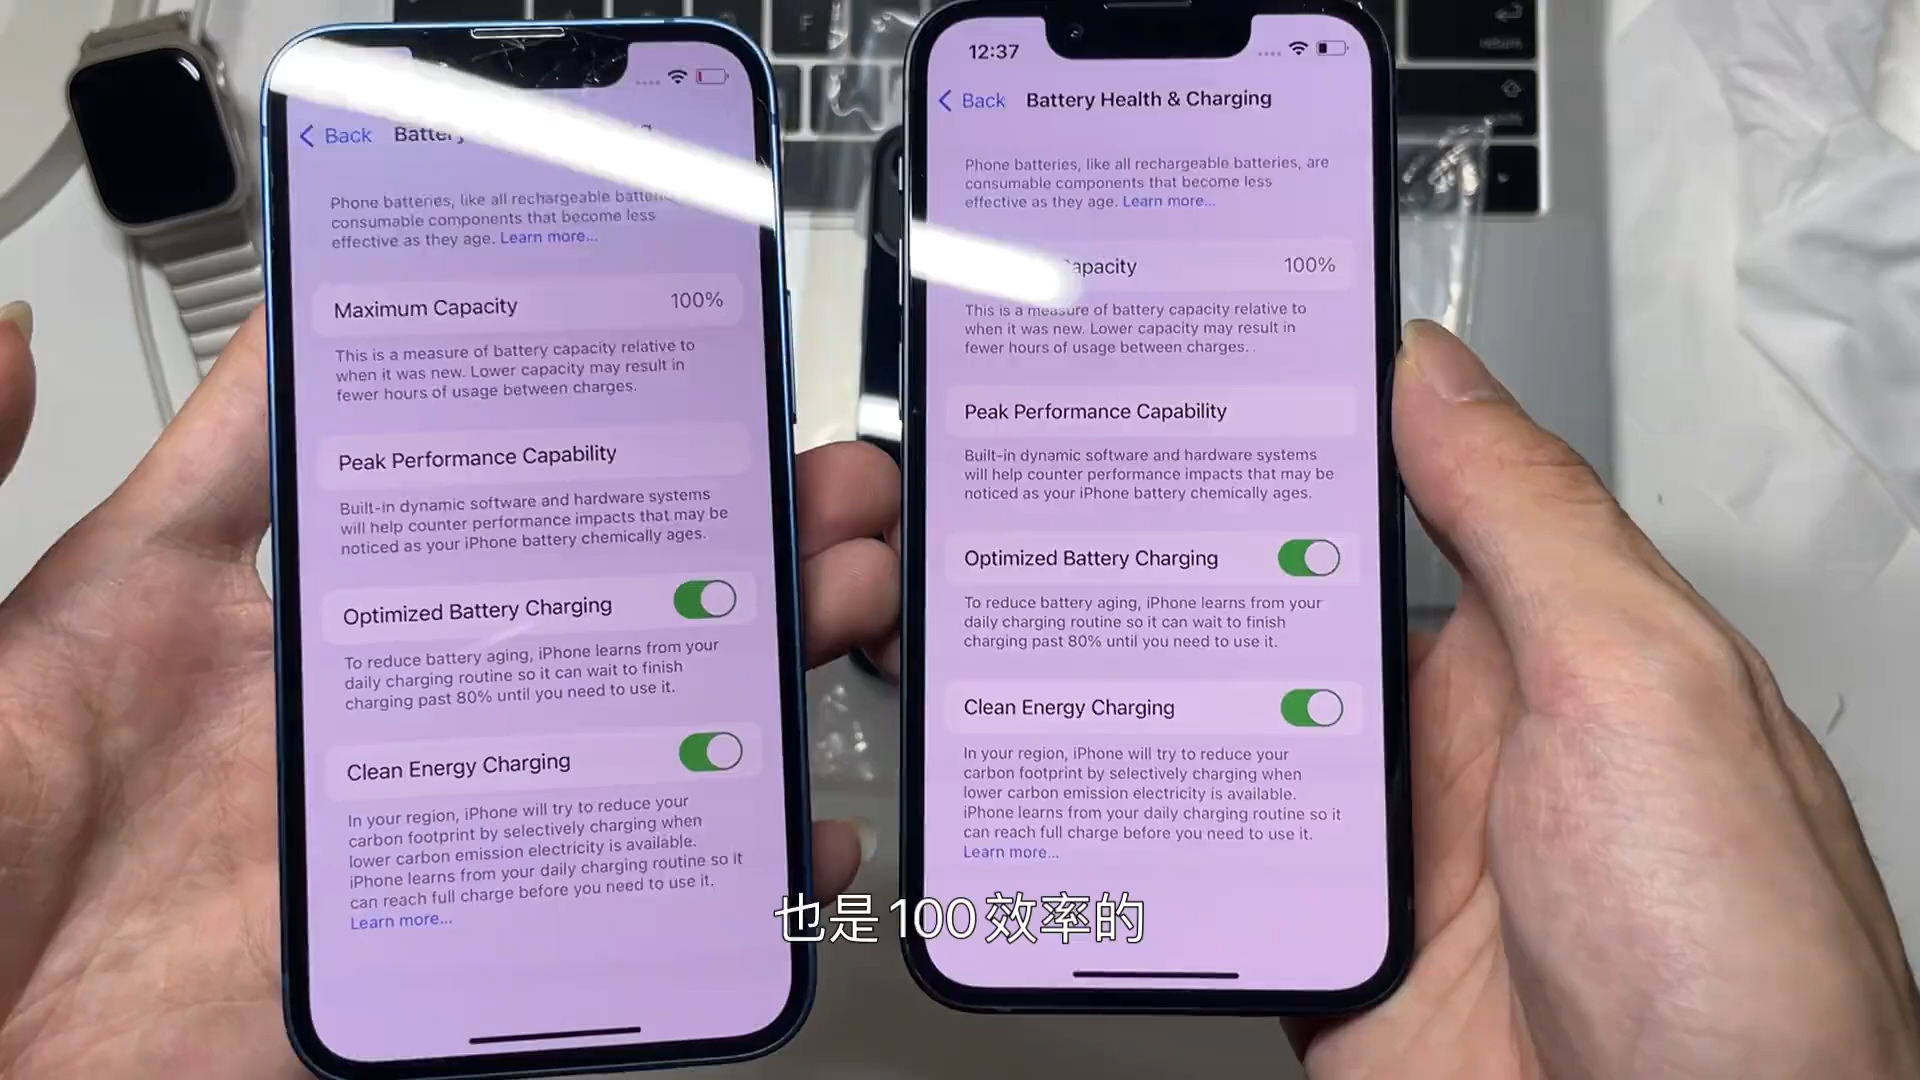 Back
Phone batteries, like all rechargeable
consumable components that become less
effective as they age. Learn more...
Maximum Capacity 100%
This is a measure of battery capacity relative to
when it was new. Lower capacity may result in
fewer hours of usage between charges.
Peak Performance Capability
Built-in dynamic software and hardware systems
will help counter performance impacts that may be
noticed as your iPhone battery chemically ages.
Optimized Battery Charging
To reduce battery aging, iPhone learns from your
daily charging routine so it can wait to finish
charging past 80% until you need to use it.
Clean Energy Charging
In your region, iPhone will try to reduce your
carbon footprint by selectively charging when
lower carbon emission electricity is available.
iPhone learns from your daily charging routine so it
can reach full charge before you need to use it.
Learn more...
12:37
Back Battery Health & Charging
Phone batteries, like all rechargeable batteries, are
consumable components that become less
effective as they age. Learn more...
100%
This is a measure of battery capacity relative to
when it was new. Lower capacity may result in
fewer hours of usage between charges.
Peak Performance Capability
Built-in dynamic software and hardware systems
will help counter performance impacts that may be
noticed as your iPhone battery chemically ages.
Optimized Battery Charging
To reduce battery aging, iPhone learns from your
daily charging routine so it can wait to finish
charging past 80% until you need to use it.
Clean Energy Charging
In your region, iPhone will try to reduce your
carbon footprint by selectively charging when
lower carbon emission electricity is available.
iPhone learns from your daily charging routine so it
can reach full charge before you need to use it.
Learn more...
return
F
也是100效率的